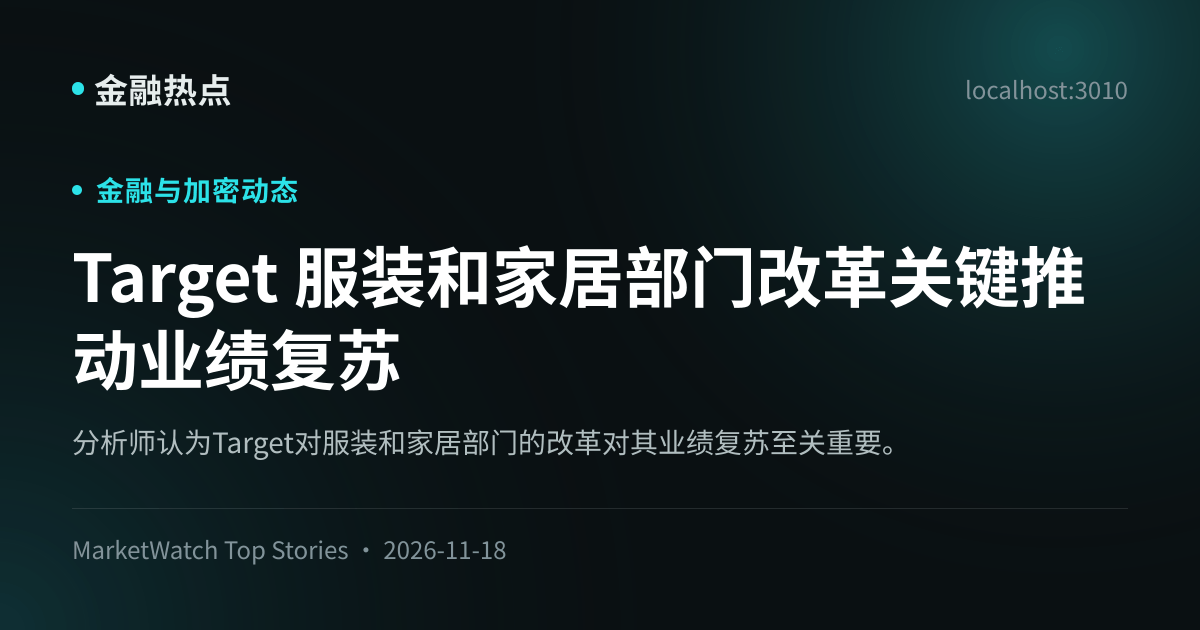 金融热点
localhost:3010
金融与加密动态
Target 服装和家居部门改革关键推
动业绩复苏
分析师认为Target对服装和家居部门的改革对其业绩复苏至关重要。
MarketWatch Top Stories · 2026-11-18